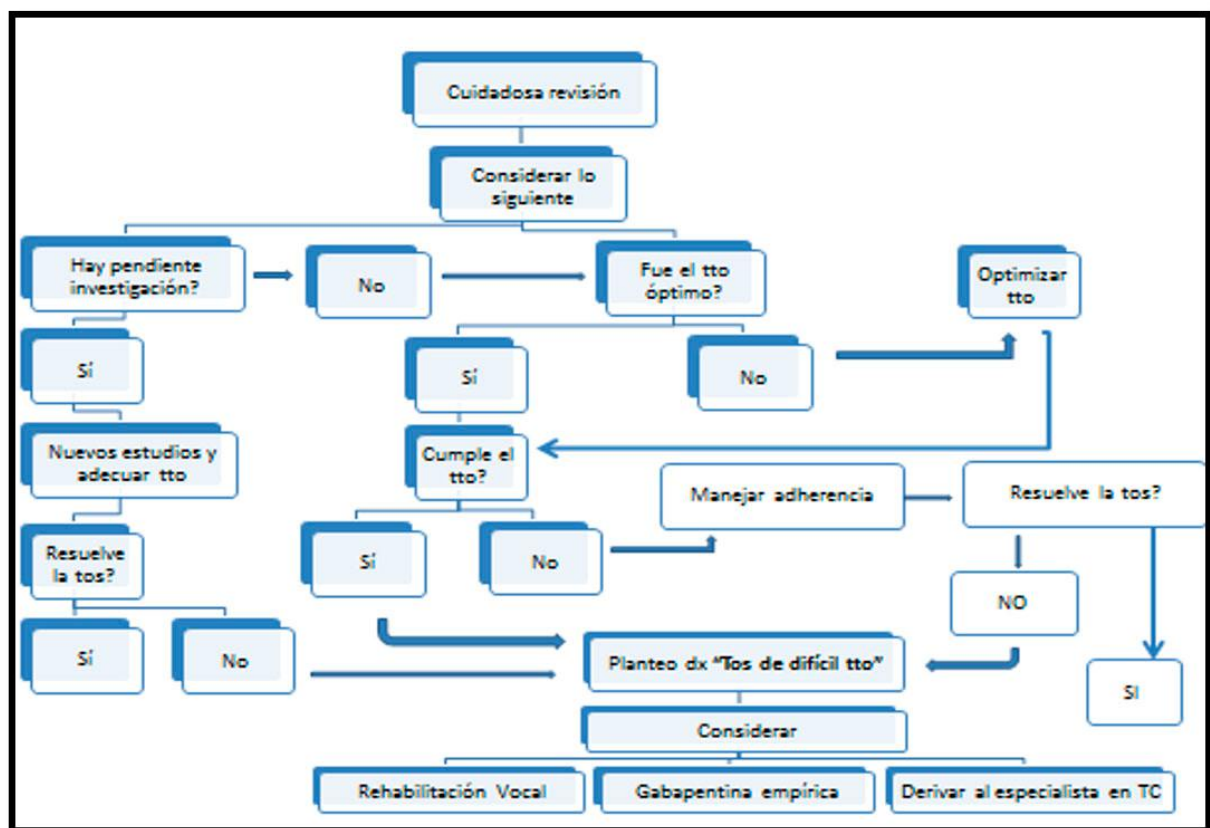 Cuidadosa revisión
Considerar lo
siguiente
Hay pendiente
investigación?
No
Fue el tto
óptimo?
Optimizar
tto
Sí
Sí
No
Nuevos estudios y
adecuar tto
Cumple el
tto?
Manejar adherencia
Resuelve la tos?
Resuelve
la tos?
Sí
No
NO
Sí
No
Planteo dx "Tos de difícil tto"
SI
Considerar
Rehabilitación Vocal
Gabapentina empírica
Derivar al especialista en TC